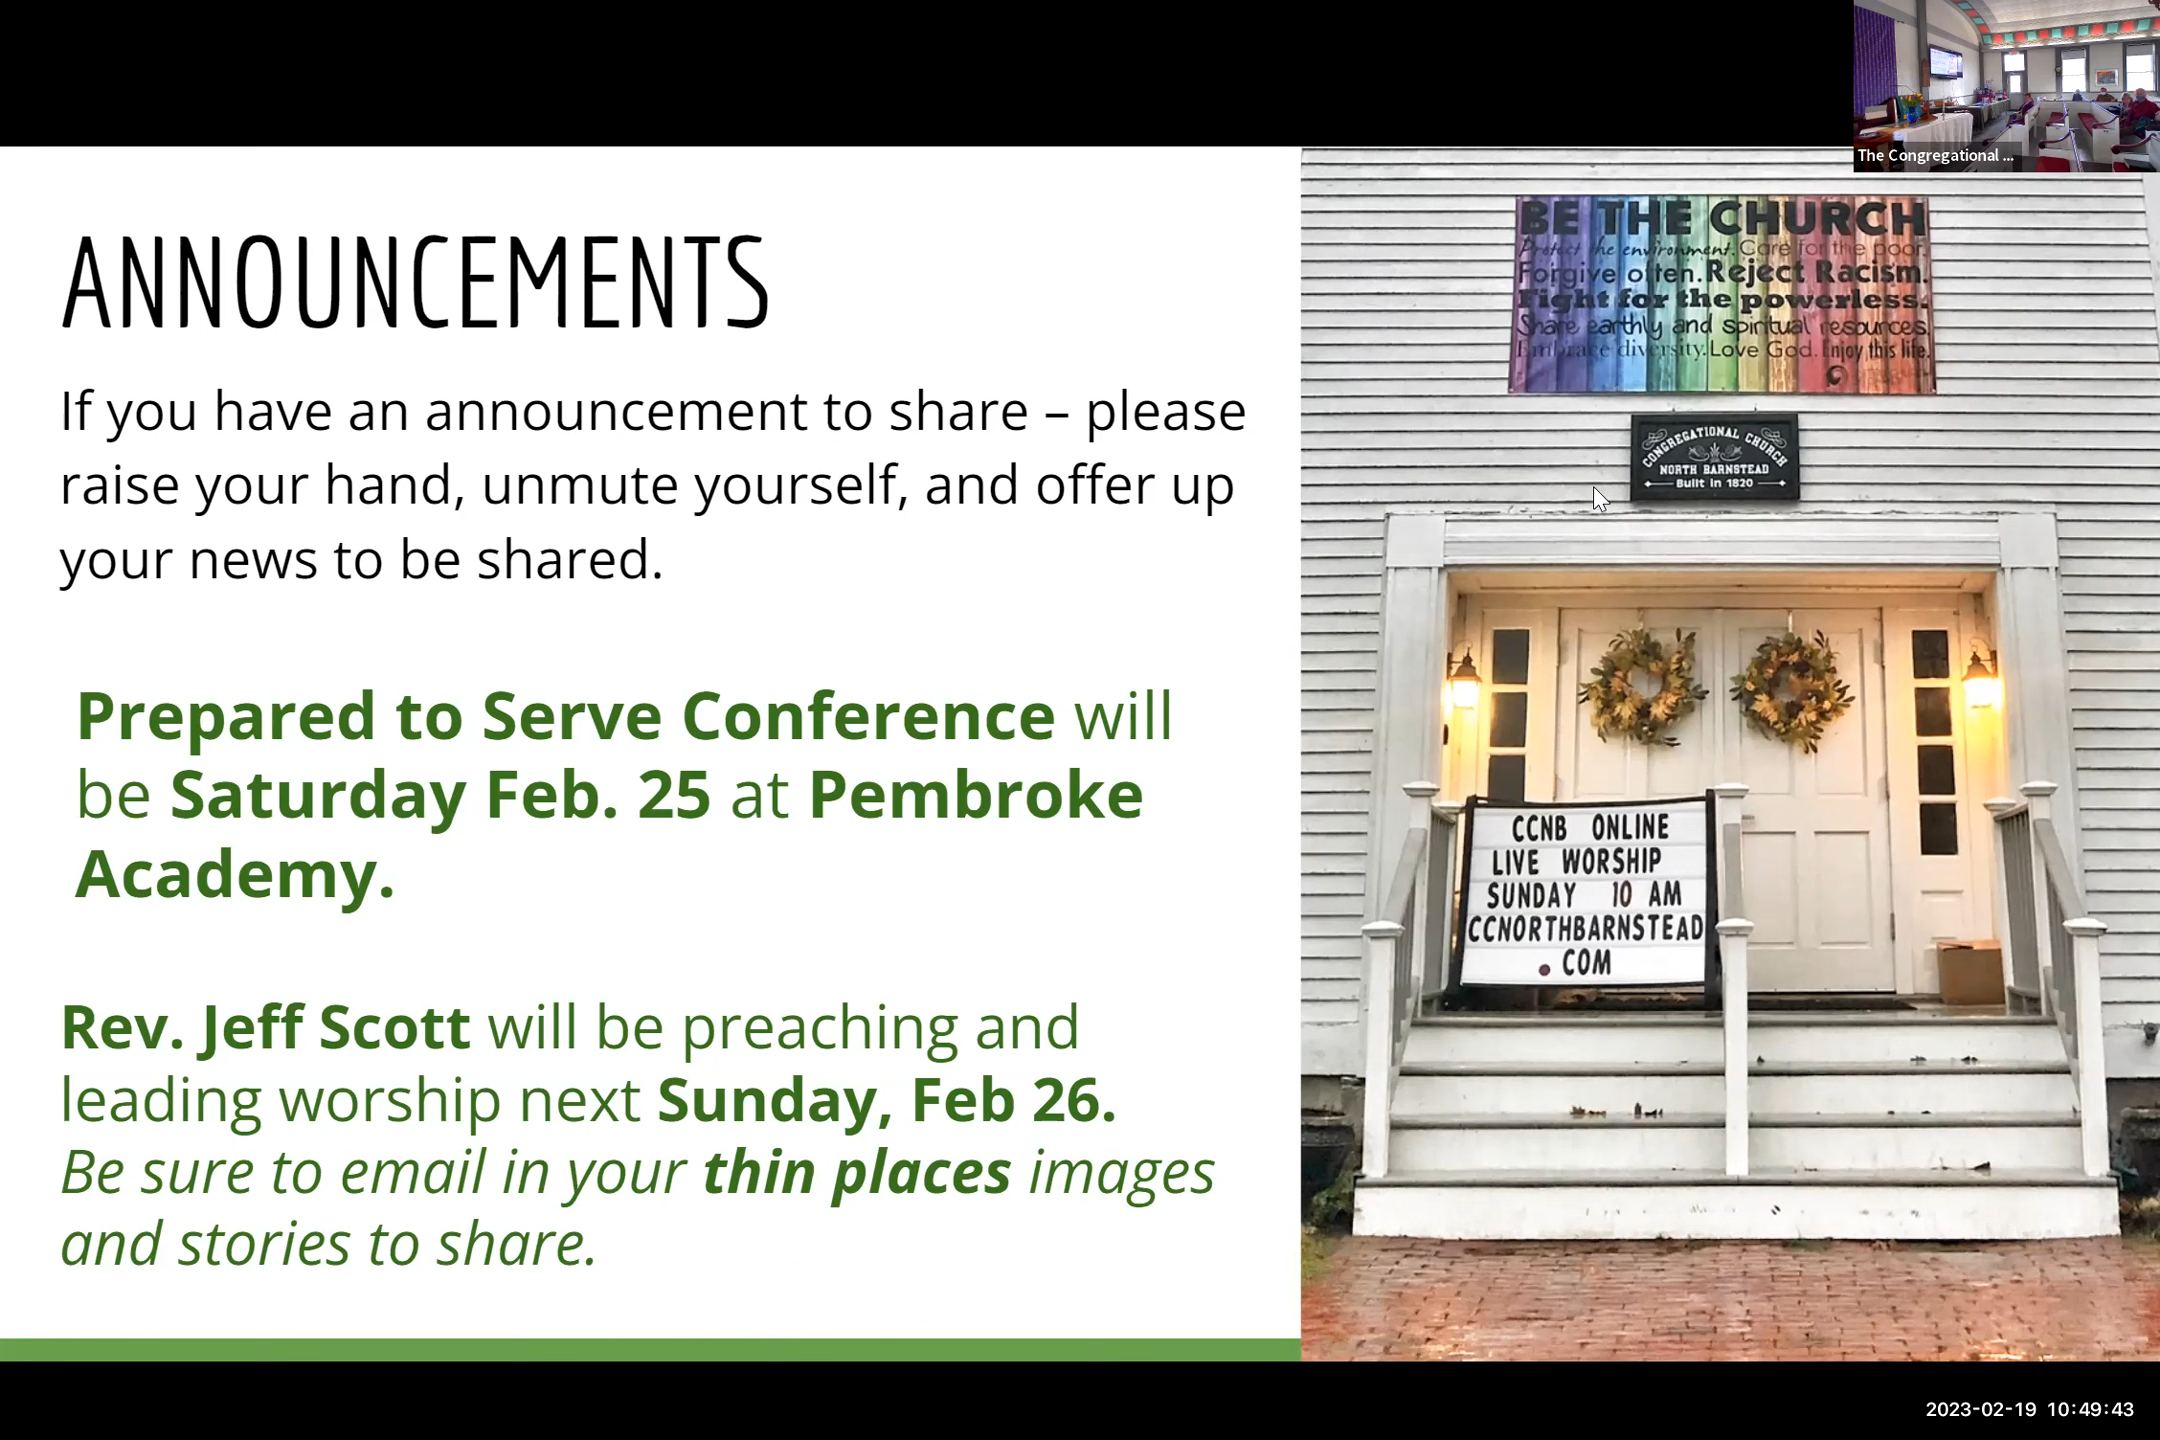 The Congregational ...
ANNOUNCEMENTS
If you have an announcement to share – please
raise your hand, unmute yourself, and offer up
your news to be shared.
Prepared to Serve Conference will
be Saturday Feb. 25 at Pembroke
Academy.
Rev. Jeff Scott will be preaching and
leading worship next Sunday, Feb 26.
Be sure to email in your thin places images
and stories to share.
BE THE CHURCH
Protect the environment. Care for the poor.
Forgive often. Reject Racism.
Fight for the powerless.
Share earthly and spiritual resources.
Embrace diversity. Love God. Enjoy this life.
CONGREGATIONAL CHURCH
NORTH BARNSTEAD
Built in 1820
CCNB ONLINE
LIVE WORSHIP
SUNDAY 10 AM
CCNORTHBARNSTEAD
.COM
2023-02-19 10:49:43